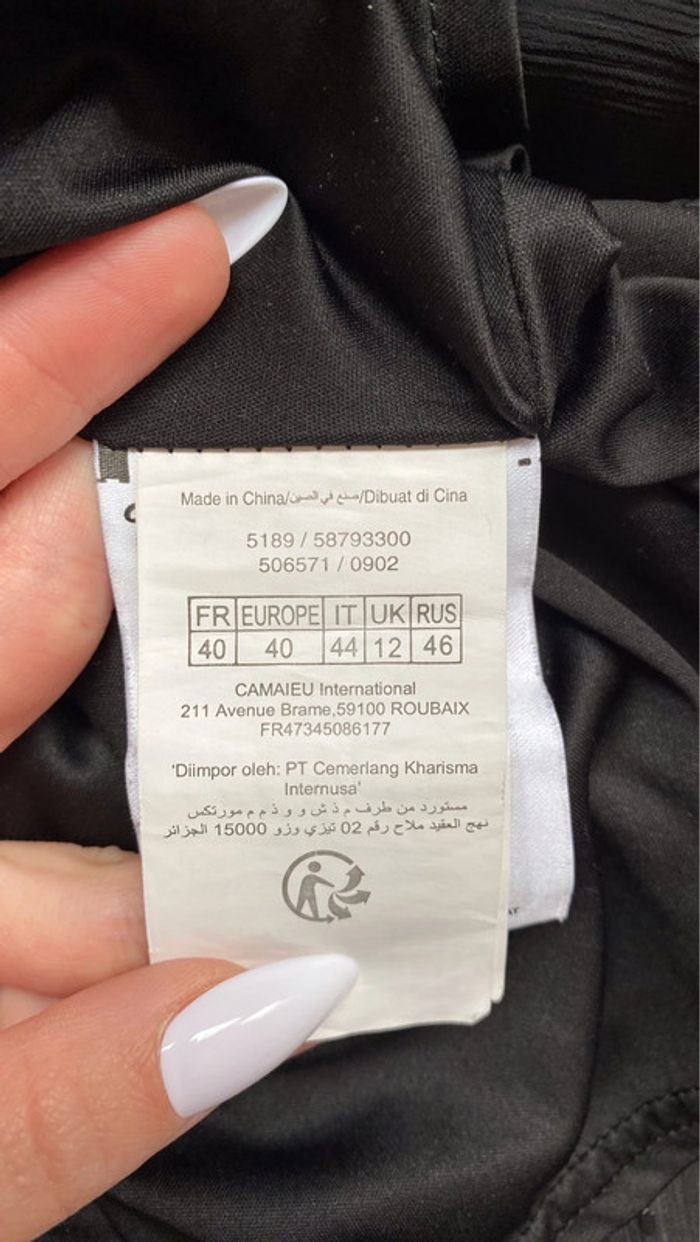 Made in China/صنع في الصين/Dibuat di Cina
5189 / 58793300
506571 / 0902
FR EUROPE IT UK RUS
40 40 44 12 46
CAMAIEU International
211 Avenue Brame,59100 ROUBAIX
FR47345086177
'Diimpor oleh: PT Cemerlang Kharisma
Internusa'
مستورد من طرف م ذ ش و و ذ م م مورتكس
نهج العقيد ملاح رقم 02 تيزي وزو 15000 الجزائر